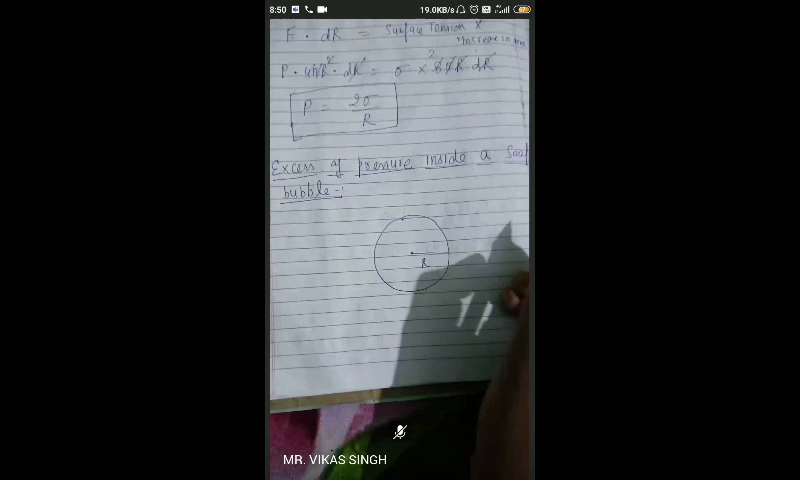 8:50 19.0KB/s
F · dR = Surface Tension ×
Increase in area
P · 4πR² · dR = σ × 2 8πR dR
P = 2σ
R
Excess of pressure inside a Soap
bubble -:
R
MR. VIKAS SINGH